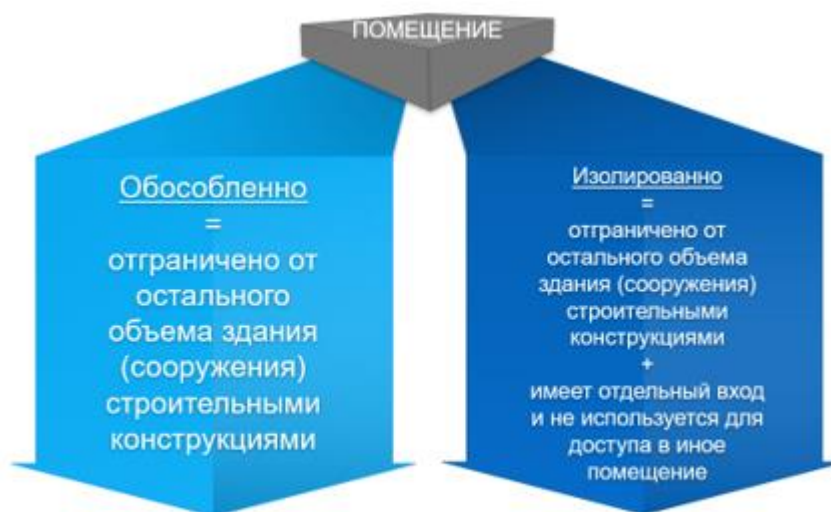 ПОМЕЩЕНИЕ
Обособленно
=
отграничено от
остального
объема здания
(сооружения)
строительными
конструкциями
Изолированно
=
отграничено от
остального объема
здания (сооружения)
строительными
конструкциями
+
имеет отдельный вход
и не используется для
доступа в иное
помещение